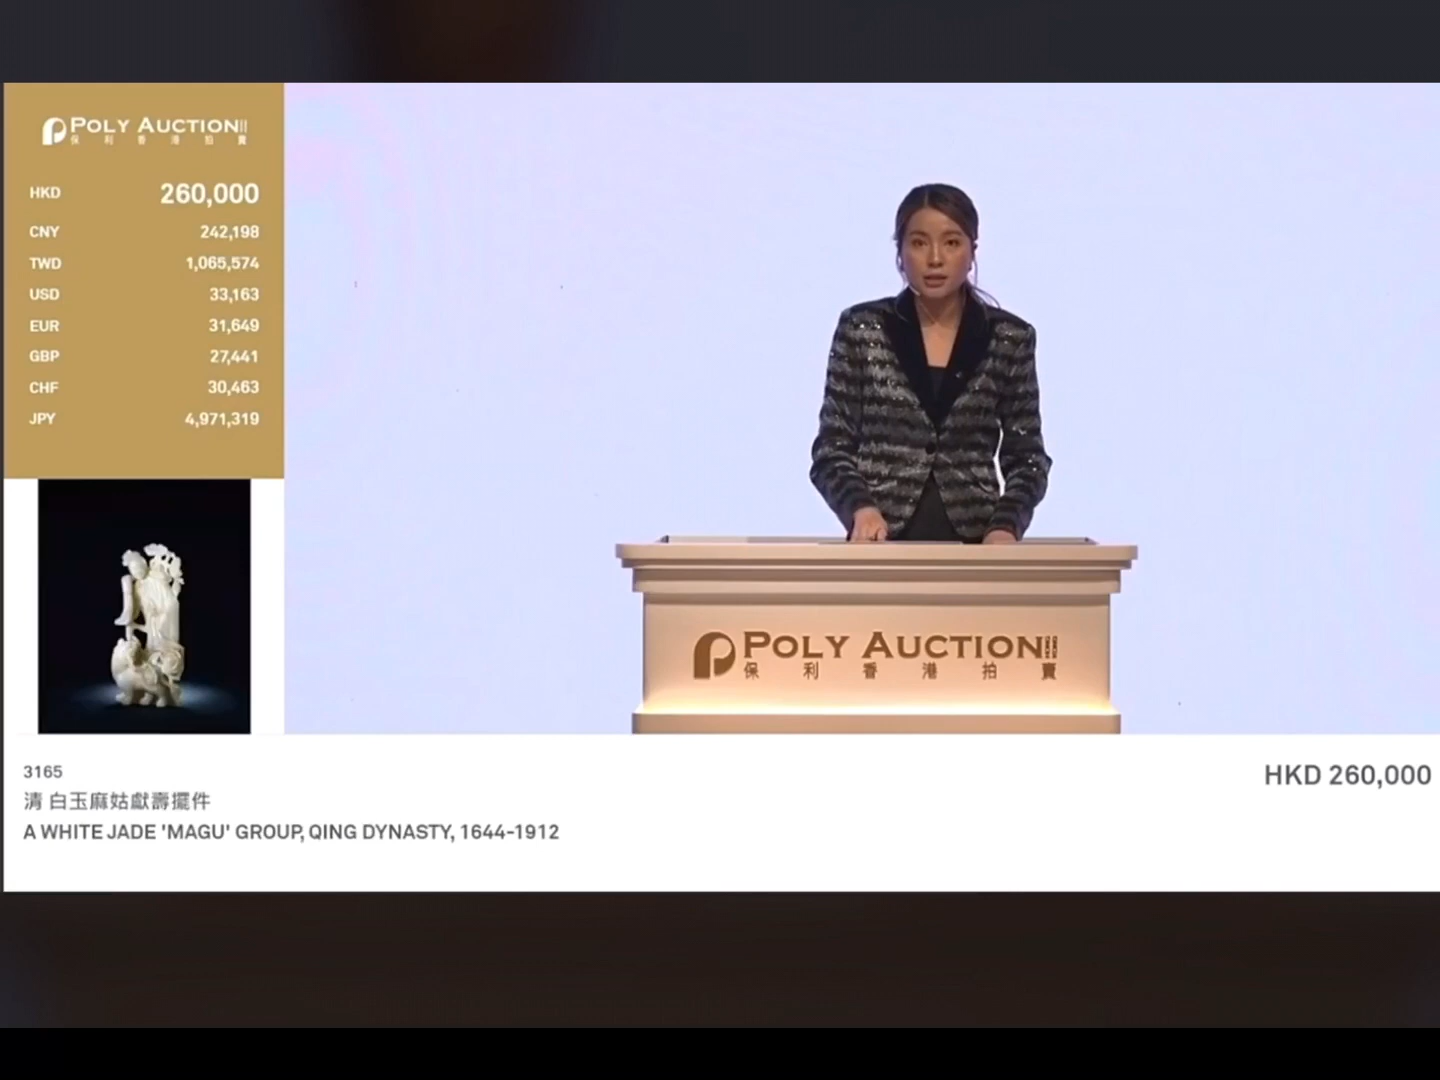 POLY AUCTION
保利香港拍賣
HKD 260,000
CNY 242,198
TWD 1,065,574
USD 33,163
EUR 31,649
GBP 27,441
CHF 30,463
JPY 4,971,319
POLY AUCTION
保利香港拍賣
3165
清 白玉麻姑獻壽擺件
A WHITE JADE 'MAGU' GROUP, QING DYNASTY, 1644-1912
HKD 260,000